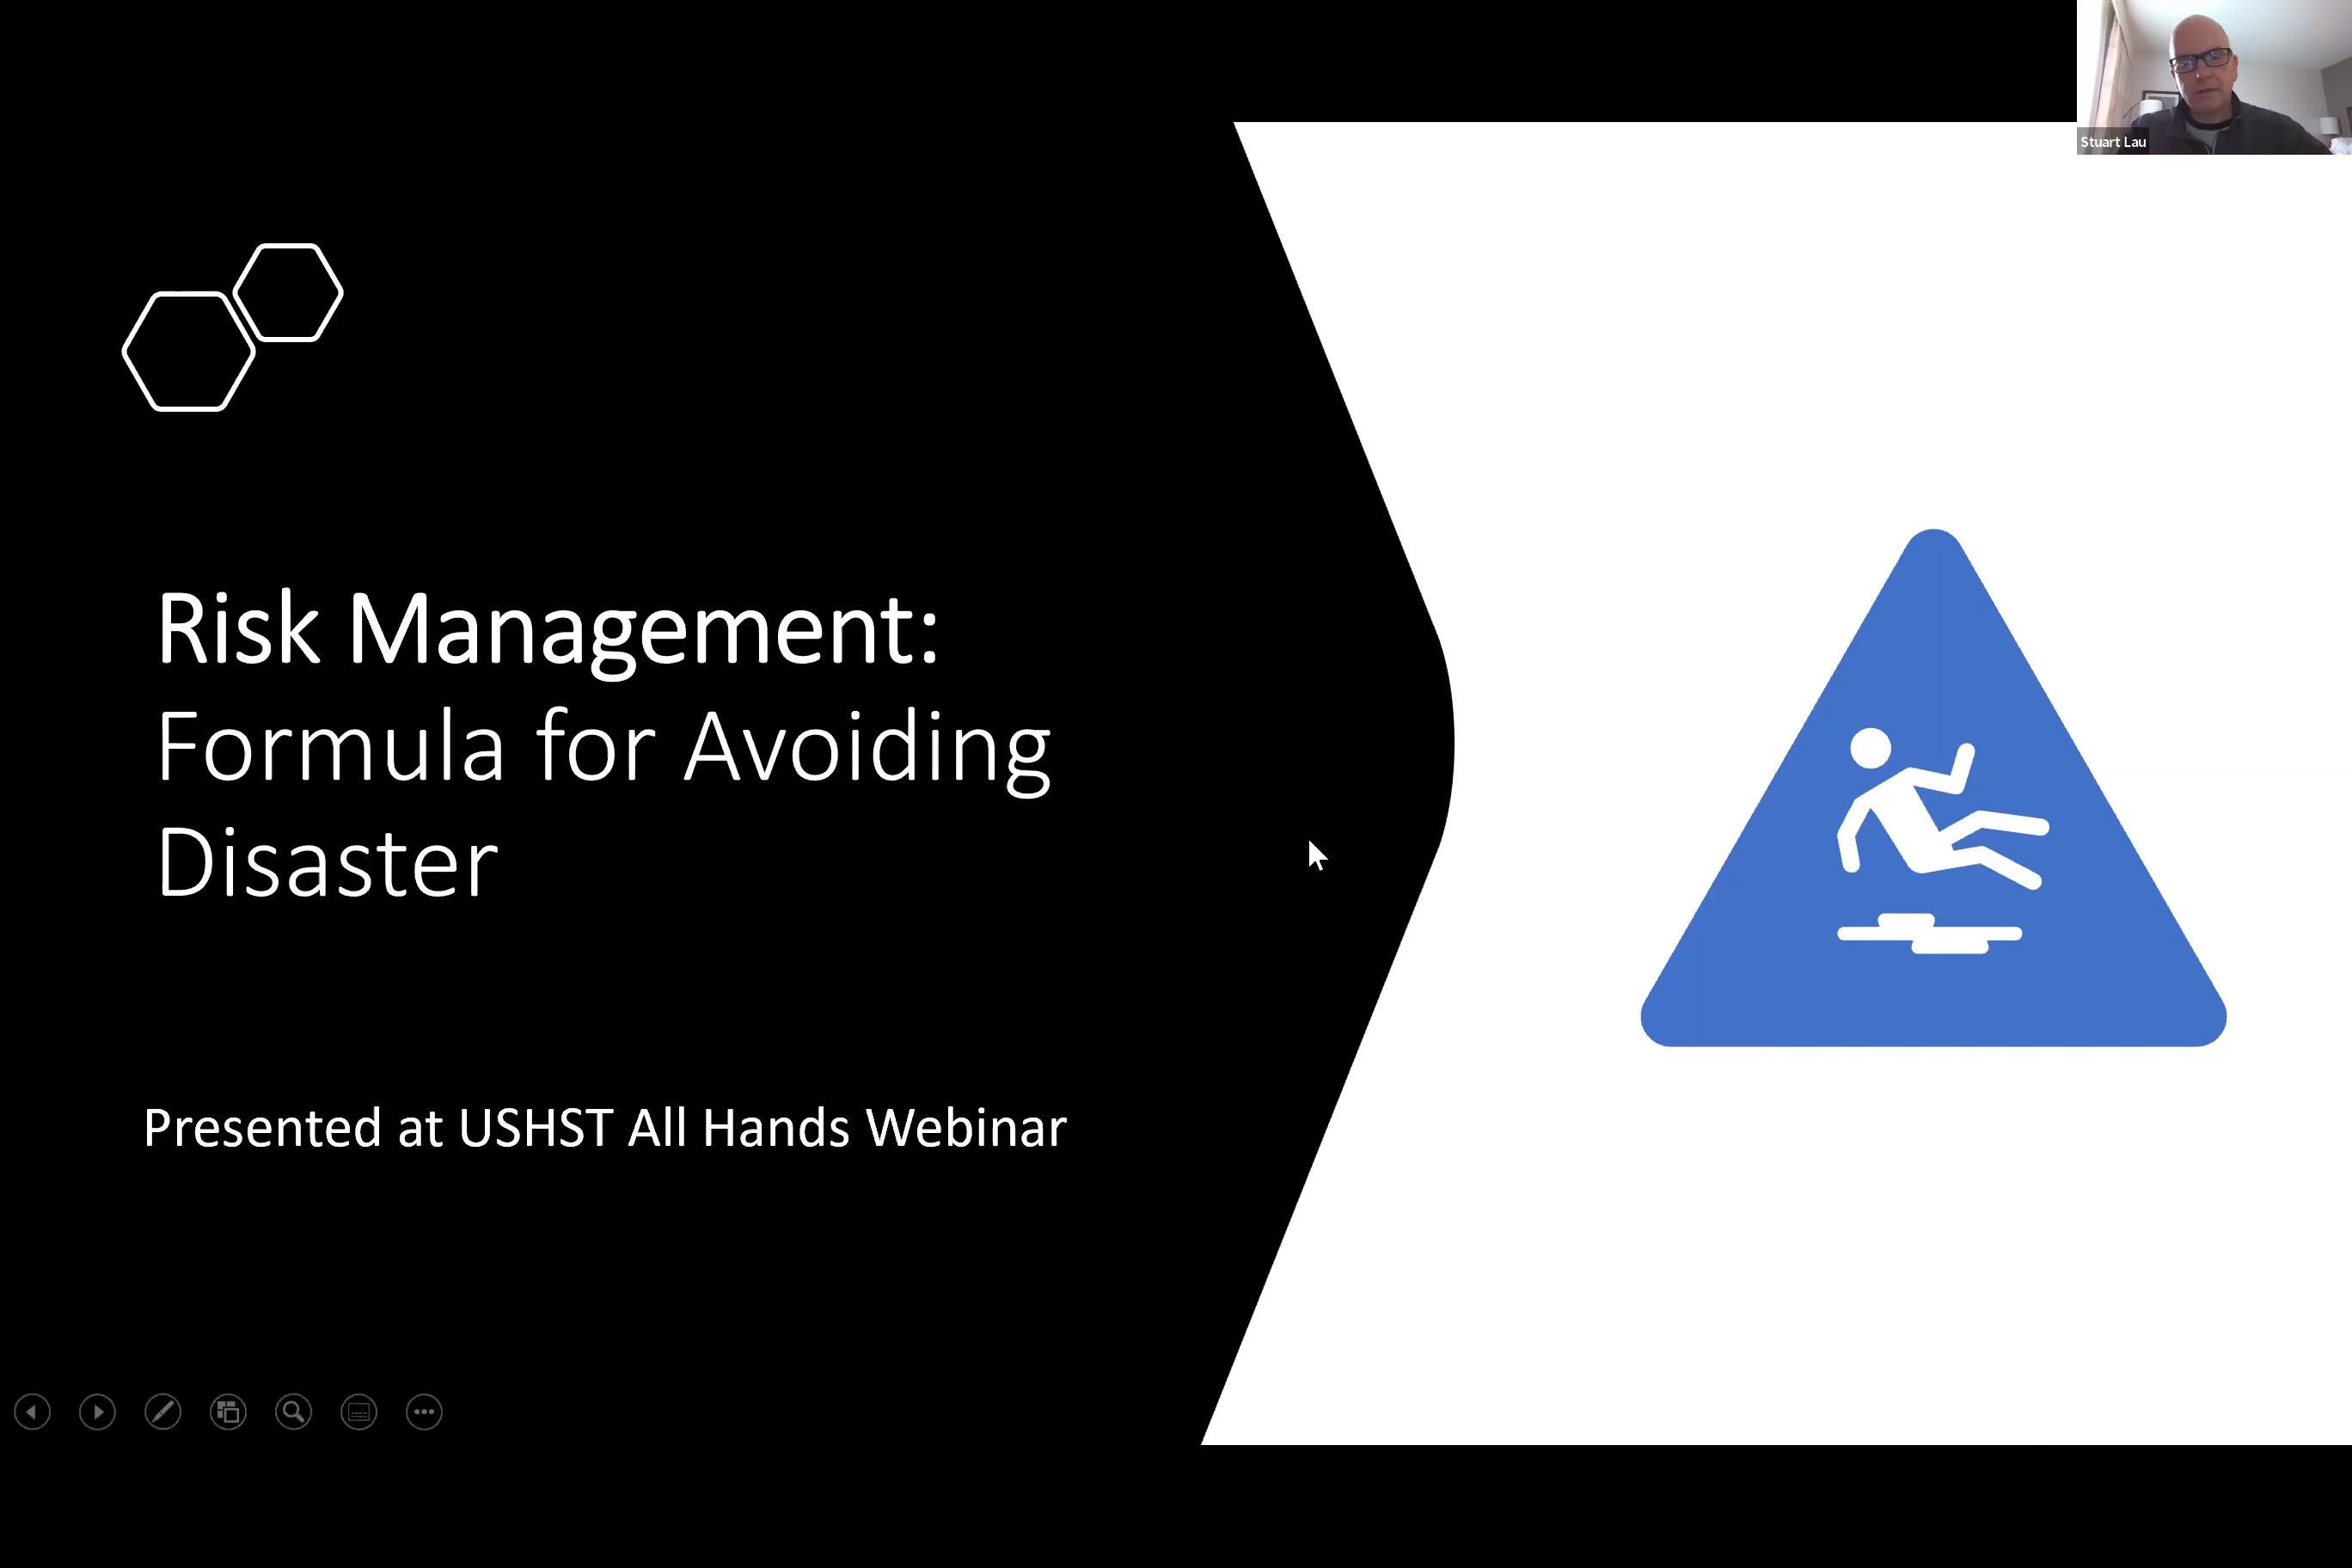 Stuart Lau
Risk Management:
Formula for Avoiding
Disaster
Presented at USHST All Hands Webinar